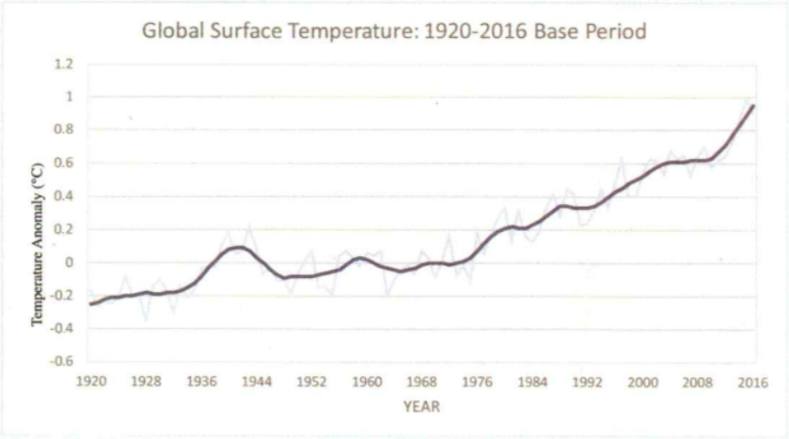 Global Surface Temperature: 1920-2016 Base Period
1.2
1
0.8
0.6
0.4
0.2
0
-0.2
-0.4
-0.6
Temperature Anomaly (°C)
1920 1928 1936 1944 1952 1960 1968 1976 1984 1992 2000 2008 2016
YEAR